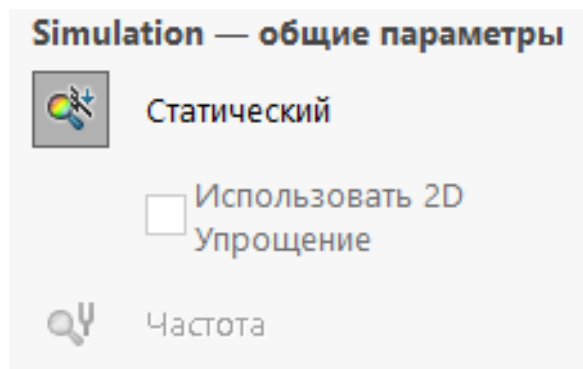 Simulation — общие параметры
Статический
Использовать 2D
Упрощение
Частота